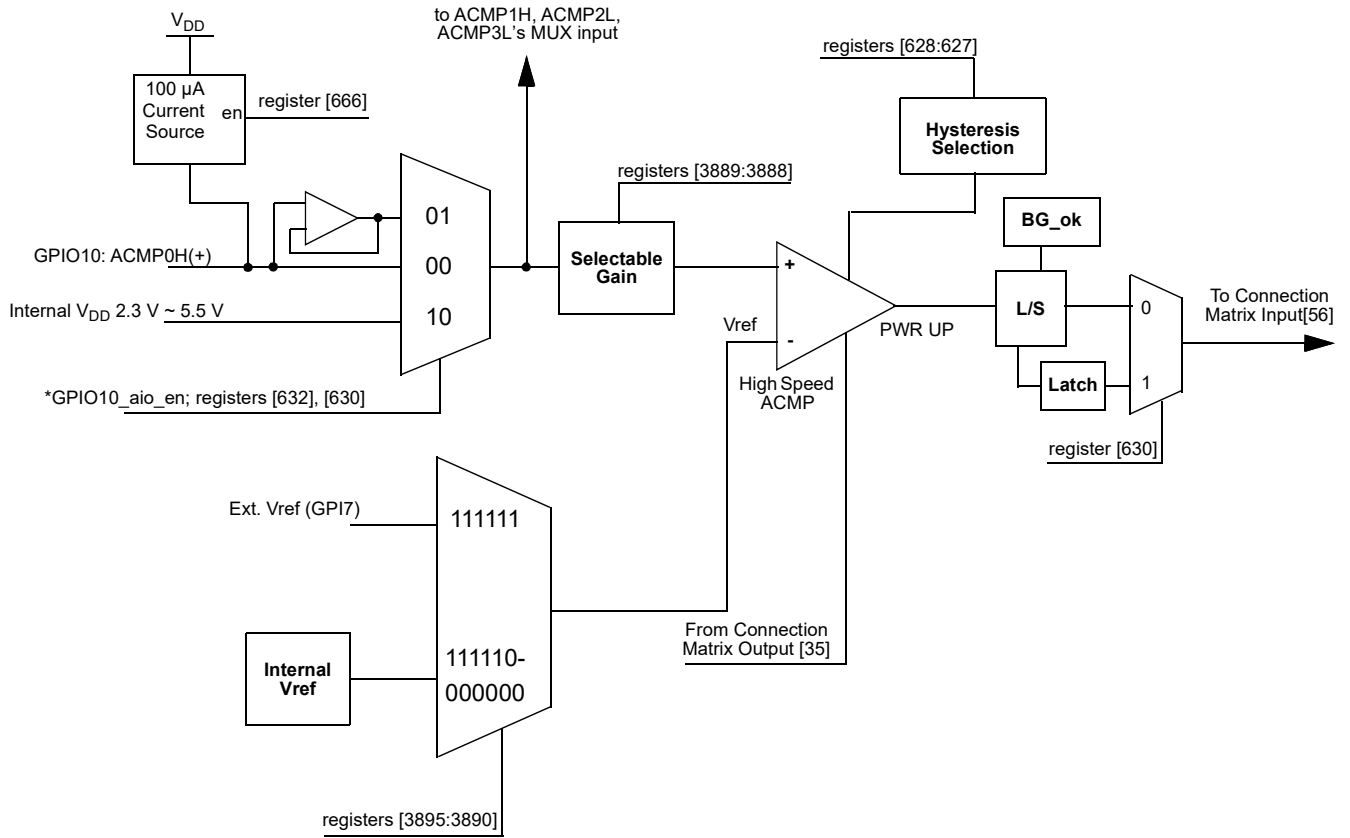 to ACMP1H, ACMP2L,
ACMP3L's MUX input
VDD
100 µA
Current
Source
en
register [666]
registers [628:627]
Hysteresis
Selection
registers [3889:3888]
01
00
10
GPIO10: ACMP0H(+)
Internal VDD 2.3 V ~ 5.5 V
*GPIO10_aio_en; registers [632], [630]
Selectable
Gain
+
-
Vref
High Speed
ACMP
PWR UP
BG_ok
L/S
Latch
0
1
To Connection
Matrix Input[56]
register [630]
Ext. Vref (GPI7)
111111
Internal
Vref
111110-
000000
From Connection
Matrix Output [35]
registers [3895:3890]